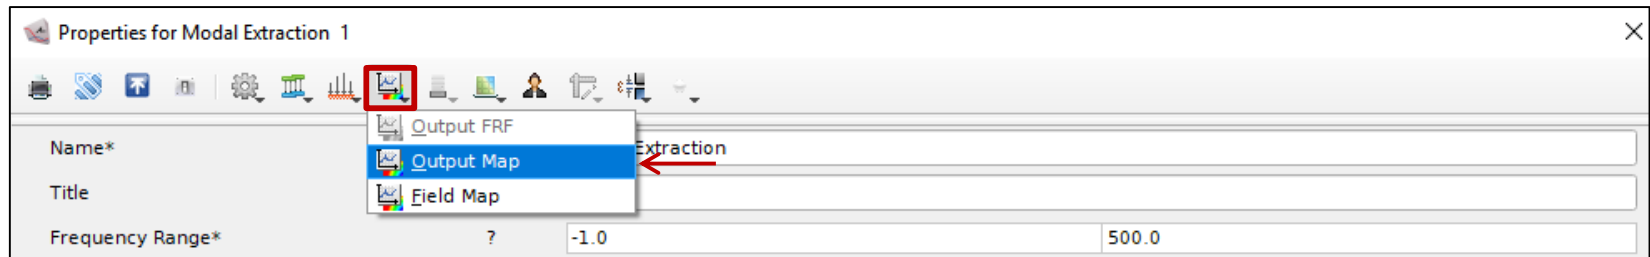 Properties for Modal Extraction 1
Output FRF
Name*
Extraction
Output Map
Title
Field Map
Frequency Range* ? -1.0 500.0